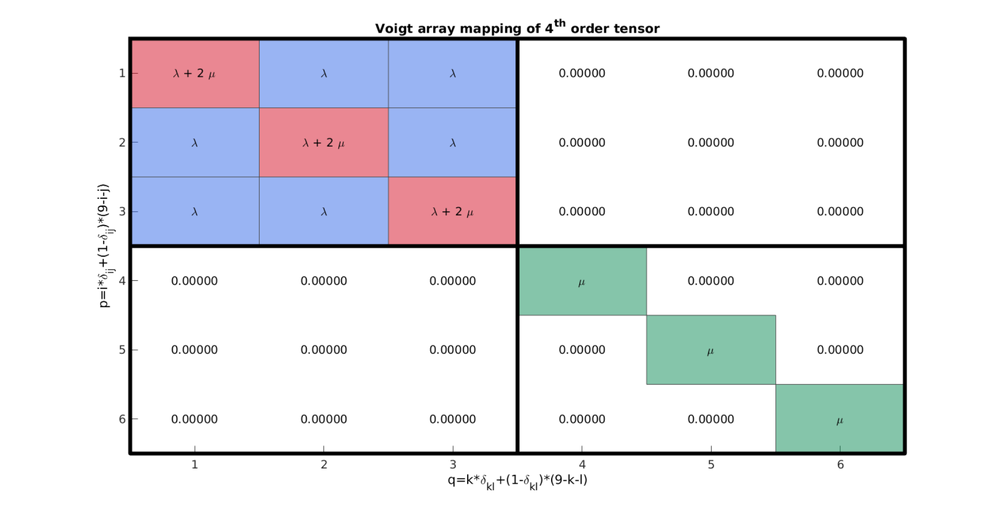 Voigt array mapping of 4th order tensor
p=i*δij+(1-δij)*(9-i-j)
1 λ + 2 μ λ λ 0.00000 0.00000 0.00000
2 λ λ + 2 μ λ 0.00000 0.00000 0.00000
3 λ λ λ + 2 μ 0.00000 0.00000 0.00000
4 0.00000 0.00000 0.00000 μ 0.00000 0.00000
5 0.00000 0.00000 0.00000 0.00000 μ 0.00000
6 0.00000 0.00000 0.00000 0.00000 0.00000 μ
1 2 3 4 5 6
q=k*δkl+(1-δkl)*(9-k-l)